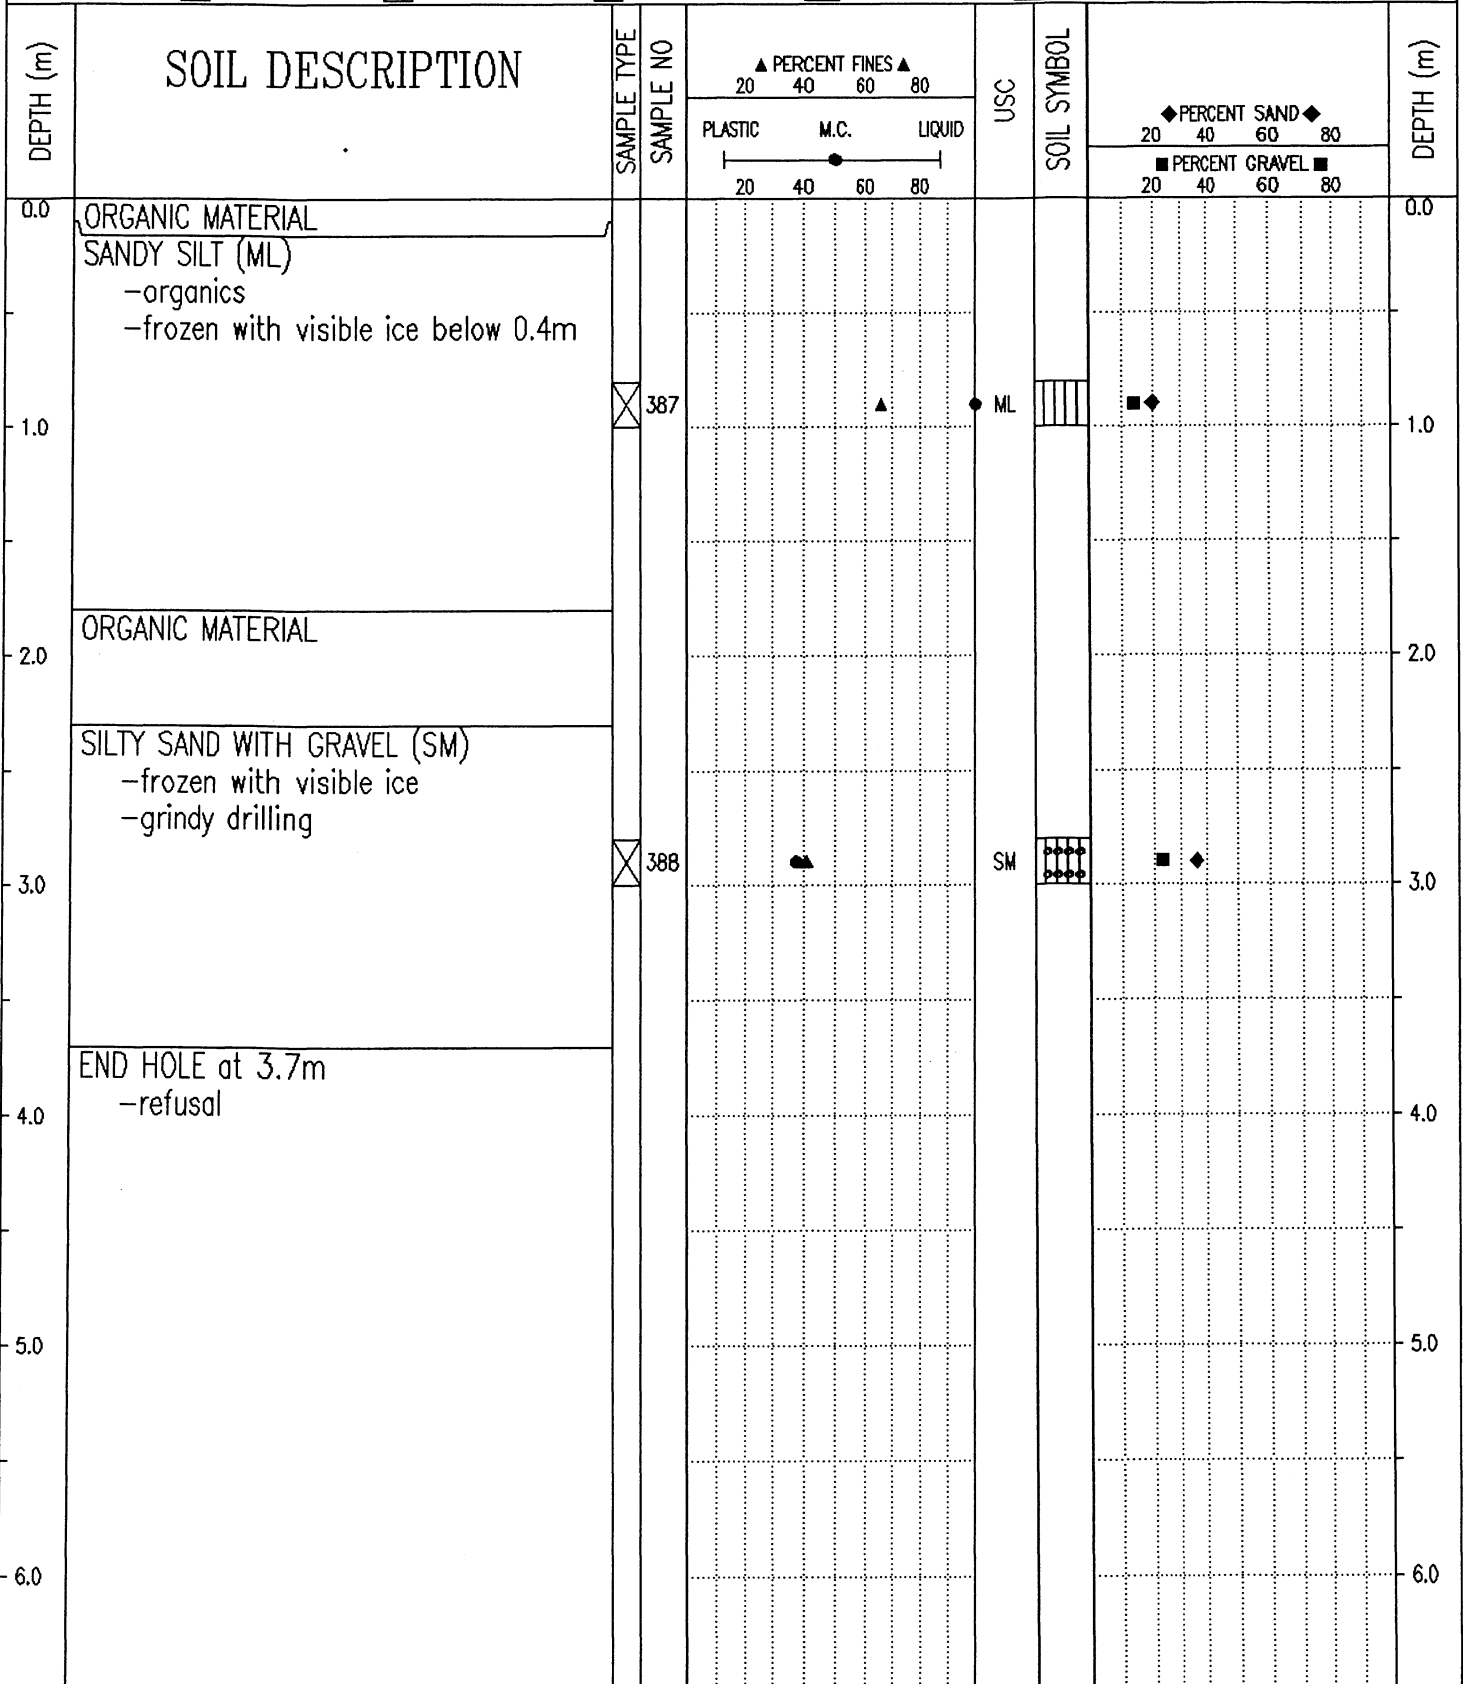 DEPTH (m)
SOIL DESCRIPTION
SAMPLE TYPE
SAMPLE NO
▲ PERCENT FINES ▲
20 40 60 80
PLASTIC M.C. LIQUID
20 40 60 80
USC
SOIL SYMBOL
◆PERCENT SAND◆
20 40 60 80
■PERCENT GRAVEL■
20 40 60 80
DEPTH (m)
0.0 0.0
ORGANIC MATERIAL
SANDY SILT (ML)
-organics
-frozen with visible ice below 0.4m
387 ML
1.0 1.0
ORGANIC MATERIAL
2.0 2.0
SILTY SAND WITH GRAVEL (SM)
-frozen with visible ice
-grindy drilling
388 SM
3.0 3.0
END HOLE at 3.7m
-refusal
4.0 4.0
5.0 5.0
6.0 6.0